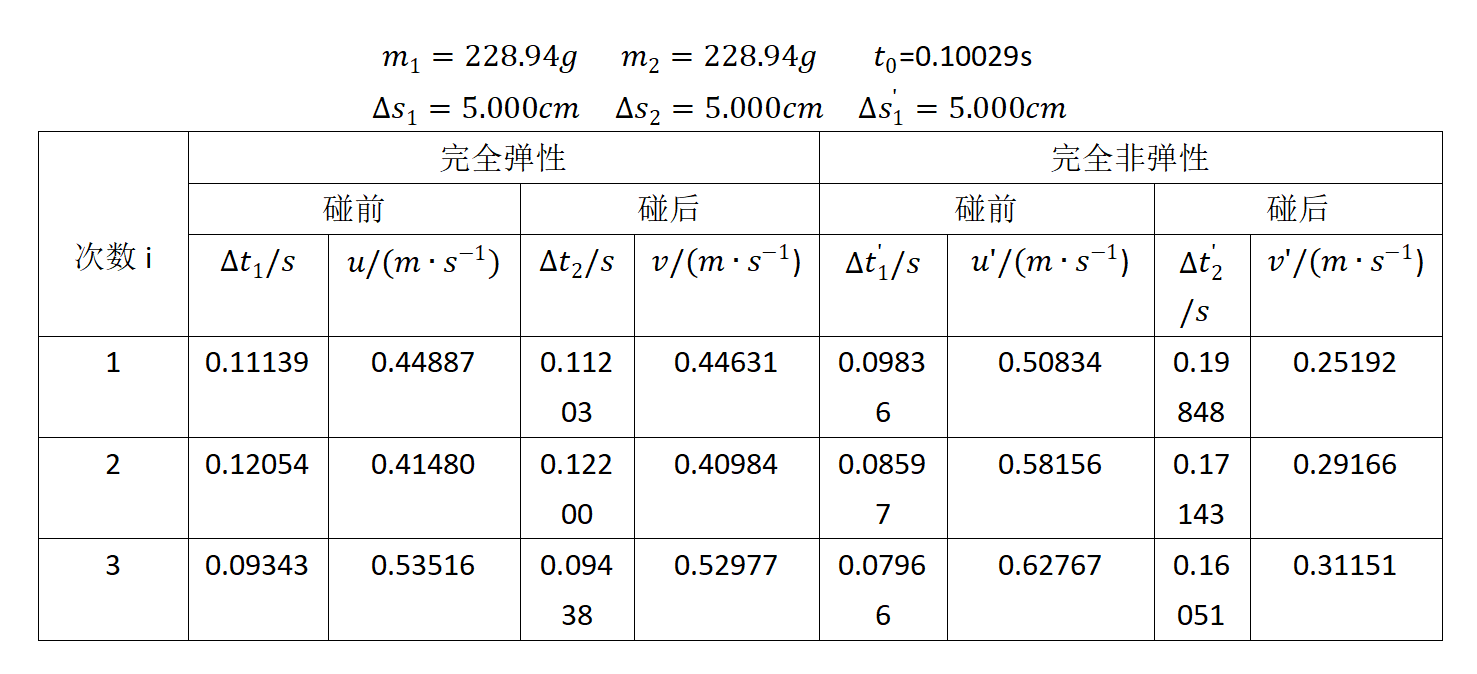 m₁ = 228.94g m₂ = 228.94g t₀=0.10029s
Δs₁ = 5.000cm Δs₂ = 5.000cm Δs₁' = 5.000cm
完全弹性 完全非弹性
碰前 碰后 碰前 碰后
次数 i Δt₁/s u/(m · s⁻¹) Δt₂/s v/(m · s⁻¹) Δt₁'/s u'/(m · s⁻¹) Δt₂' v'/(m · s⁻¹)
/s
1 0.11139 0.44887 0.112 0.44631 0.0983 0.50834 0.19 0.25192
03 6 848
2 0.12054 0.41480 0.122 0.40984 0.0859 0.58156 0.17 0.29166
00 7 143
3 0.09343 0.53516 0.094 0.52977 0.0796 0.62767 0.16 0.31151
38 6 051